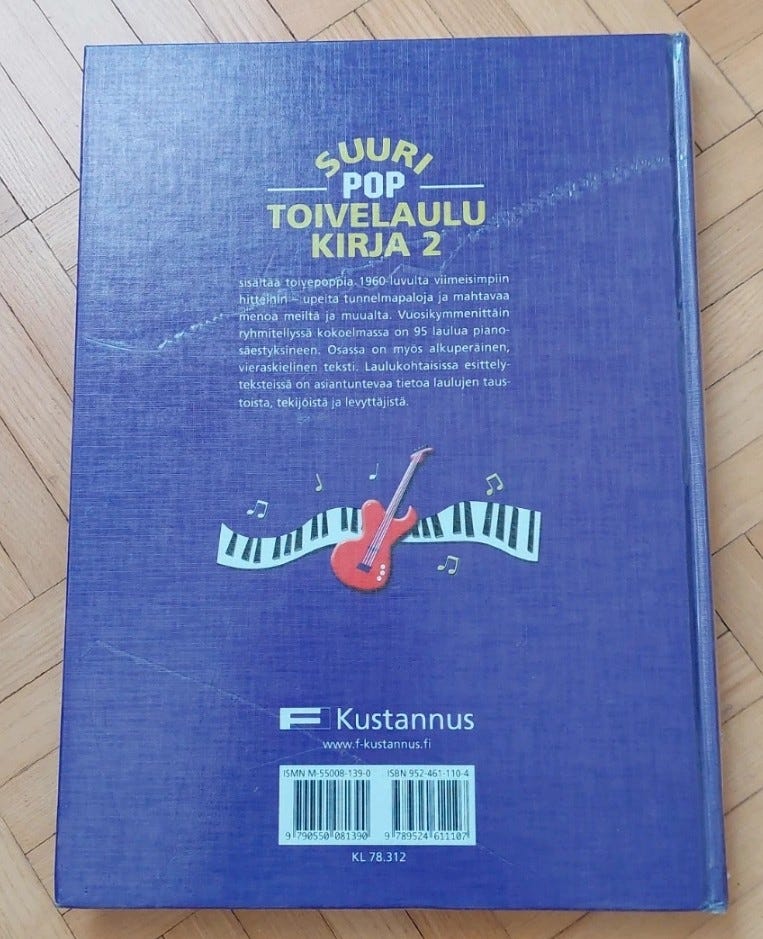 SUURI
POP
TOIVELAULU
KIRJA 2
sisältää toivepoppia 1960-luvulta viimeisimpiin
hitteihin – upeita tunnelmapaloja ja mahtavaa
menoa meiltä ja muualta. Vuosikymmenittäin
ryhmitellyssä kokoelmassa on 95 laulua piano-
säestyksineen. Osassa on myös alkuperäinen,
vieraskielinen teksti. Laulukohtaisissa esittely-
teksteissä on asiantuntevaa tietoa laulujen taus-
toista, tekijöistä ja levyttäjistä.
F Kustannus
www.f-kustannus.fi
ISMN M-55008-139-0 ISBN 952-461-110-4
9 790550 081390 9 789524 611107
KL 78.312